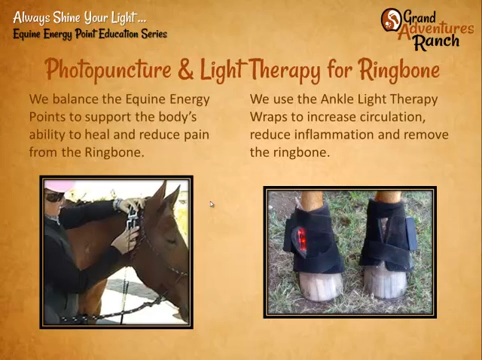 Always Shine Your Light...
Equine Energy Point Education Series
Grand
Adventures
Ranch
Photopuncture & Light Therapy for Ringbone
We balance the Equine Energy
Points to support the body's
ability to heal and reduce pain
from the Ringbone.
We use the Ankle Light Therapy
Wraps to increase circulation,
reduce inflammation and remove
the ringbone.